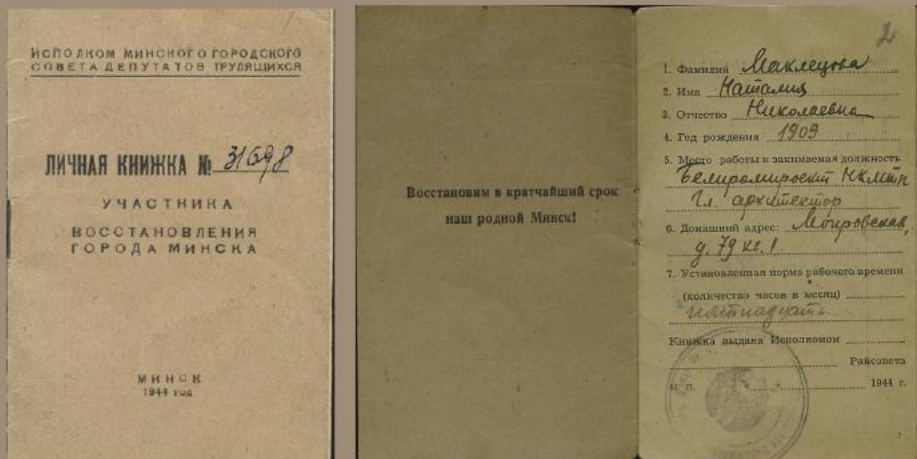 ИСПОЛКОМ МИНСКОГО ГОРОДСКОГО
СОВЕТА ДЕПУТАТОВ ТРУДЯЩИХСЯ
ЛИЧНАЯ КНИЖКА № 31698
УЧАСТНИКА
ВОССТАНОВЛЕНИЯ
ГОРОДА МИНСКА
МИНСК
1944 год
Восстановим в кратчайший срок
наш родной Минск!
2
1. Фамилия Маклецова
2. Имя Наталия
3. Отчество Николаевна
4. Год рождения 1909
5. Место работы и занимаемая должность
Белпромпроект
Гл. архитектор
6. Домашний адрес: Мопровская,
д. 79 кв. 1
7. Установленная норма рабочего времени
(количество часов в месяц)
пятнадцать
Книжка выдана Исполкомом
Райсовета
М. П. 1944 г.